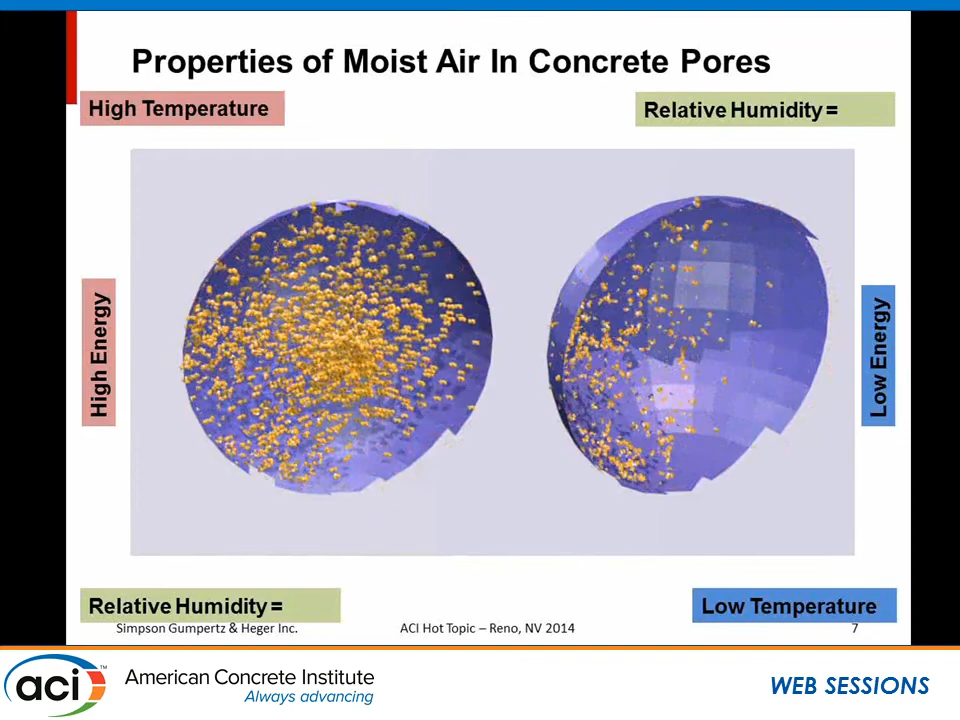 Properties of Moist Air In Concrete Pores
High Temperature
Relative Humidity =
High Energy
Low Energy
Relative Humidity =
Low Temperature
Simpson Gumpertz & Heger Inc.
ACI Hot Topic – Reno, NV 2014
7
aci™
American Concrete Institute
Always advancing
WEB SESSIONS